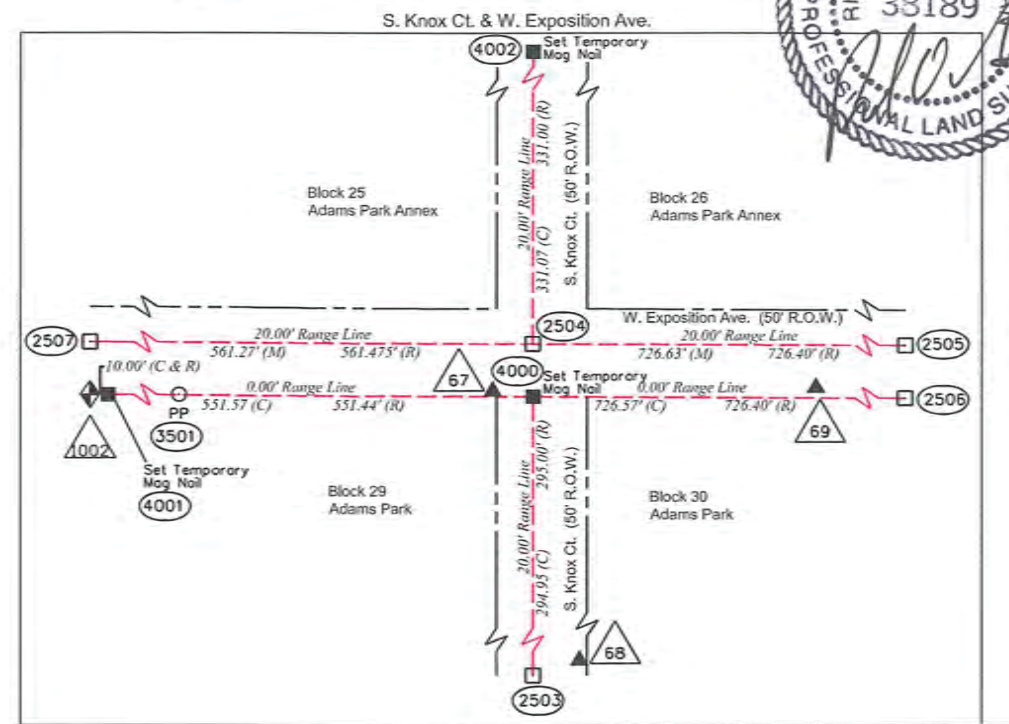 S. Knox Ct. & W. Exposition Ave.
38189
PROFESSIONAL LAND
4002
Set Temporary
Mag Nail
20.00' Range Line
331.07 (C) 331.00 (R)
S. Knox Ct. (50' R.O.W.)
Block 25
Adams Park Annex
Block 26
Adams Park Annex
2504
W. Exposition Ave. (50' R.O.W.)
2507
20.00' Range Line
561.27' (M) 561.475' (R)
20.00' Range Line
726.63' (M) 726.40' (R)
2505
10.00' (C & R)
67
4000
Set Temporary
Mag Nail
0.00' Range Line
551.57 (C) 551.44' (R)
0.00' Range Line
726.57' (C) 726.40' (R)
2506
1002
PP
3501
69
Set Temporary
Mag Nail
4001
Block 29
Adams Park
20.00' Range Line
294.95 (C) 295.00' (R)
S. Knox Ct. (50' R.O.W.)
Block 30
Adams Park
68
2503